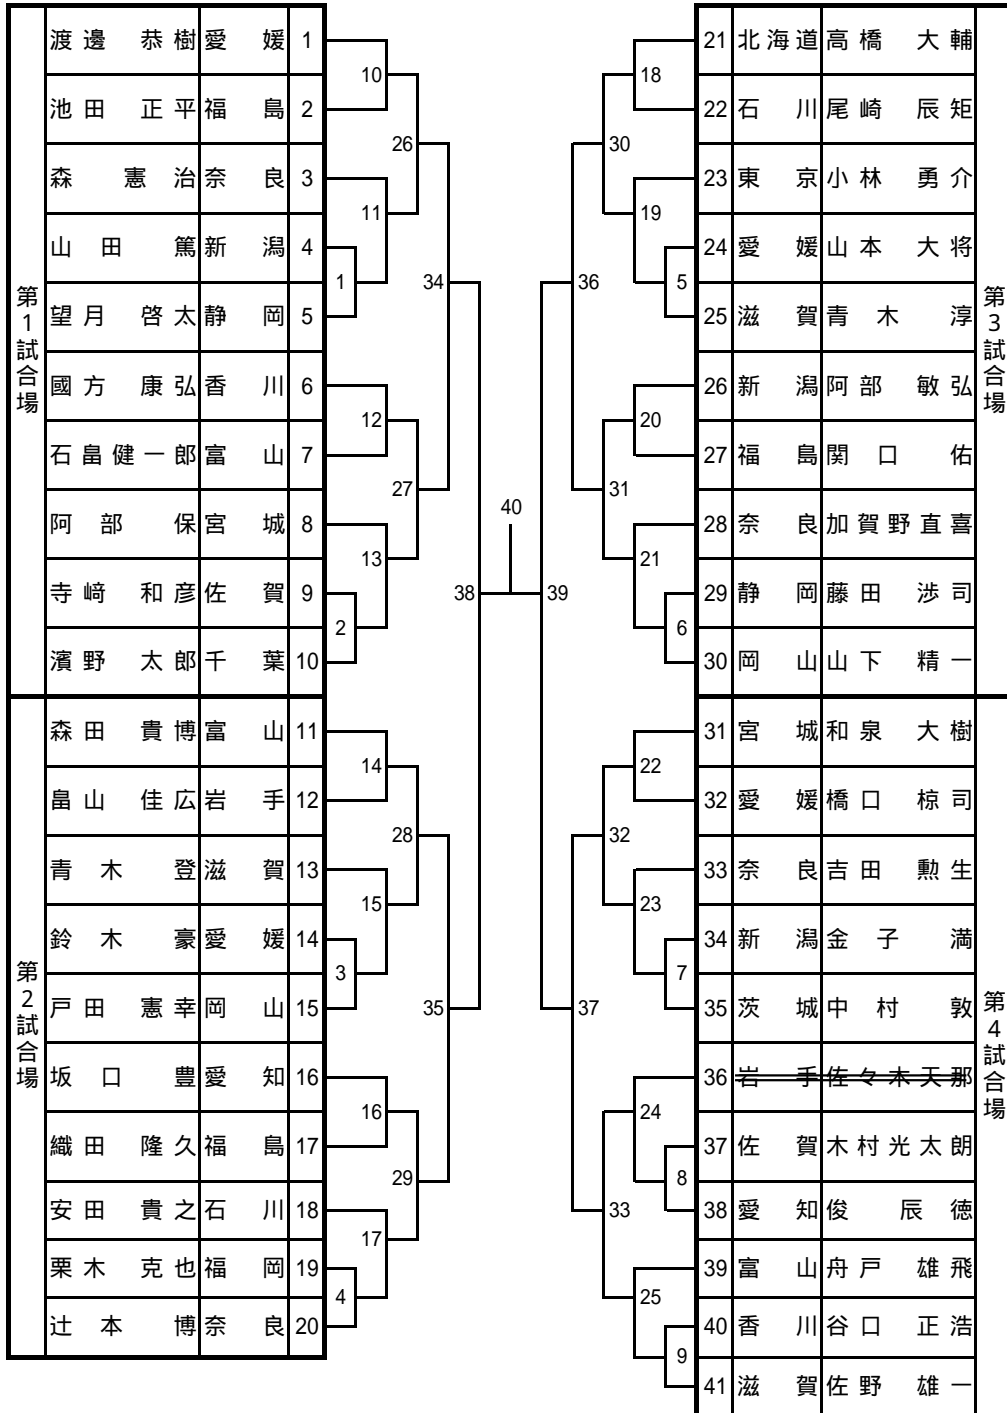 第1試合場
渡邊 恭樹 愛媛 1
池田 正平 福島 2
森 憲治 奈良 3
山田 篤 新潟 4
望月 啓太 静岡 5
國方 康弘 香川 6
石畠健一郎 富山 7
阿部 保 宮城 8
寺﨑 和彦 佐賀 9
濱野 太郎 千葉 10
第2試合場
森田 貴博 富山 11
畠山 佳広 岩手 12
青木 登 滋賀 13
鈴木 豪 愛媛 14
戸田 憲幸 岡山 15
坂口 豊 愛知 16
織田 隆久 福島 17
安田 貴之 石川 18
栗木 克也 福岡 19
辻本 博 奈良 20
10
26
11
1
34
12
27
13
2
38
14
28
15
3
35
16
29
17
4
40
39
18
30
19
5
36
20
31
21
6
22
32
23
7
37
24
8
33
25
9
第3試合場
21 北海道 高橋 大輔
22 石川 尾崎 辰矩
23 東京 小林 勇介
24 愛媛 山本 大将
25 滋賀 青木 淳
26 新潟 阿部 敏弘
27 福島 関口 佑
28 奈良 加賀野直喜
29 静岡 藤田 渉司
30 岡山 山下 精一
第4試合場
31 宮城 和泉 大樹
32 愛媛 橋口 椋司
33 奈良 吉田 勲生
34 新潟 金子 満
35 茨城 中村 敦
36 岩手 佐々木天那
37 佐賀 木村光太朗
38 愛知 俊 辰徳
39 富山 舟戸 雄飛
40 香川 谷口 正浩
41 滋賀 佐野 雄一